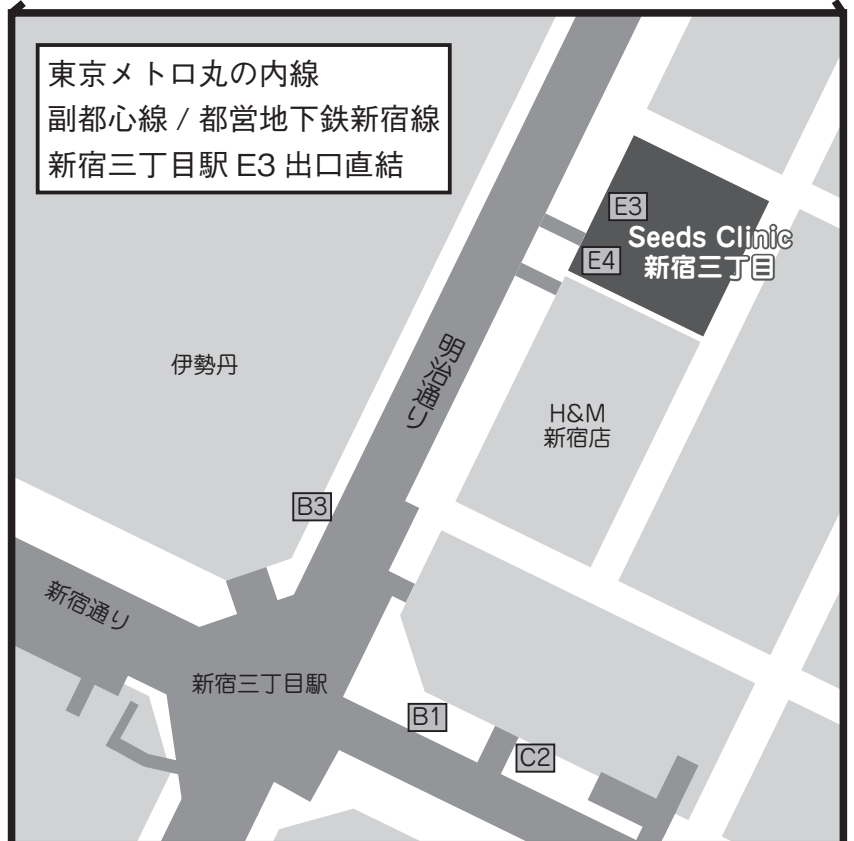 東京メトロ丸の内線
副都心線 / 都営地下鉄新宿線
新宿三丁目駅 E3 出口直結
E3
Seeds Clinic
新宿三丁目
E4
伊勢丹
明治通り
H&M
新宿店
B3
新宿通り
新宿三丁目駅
B1
C2